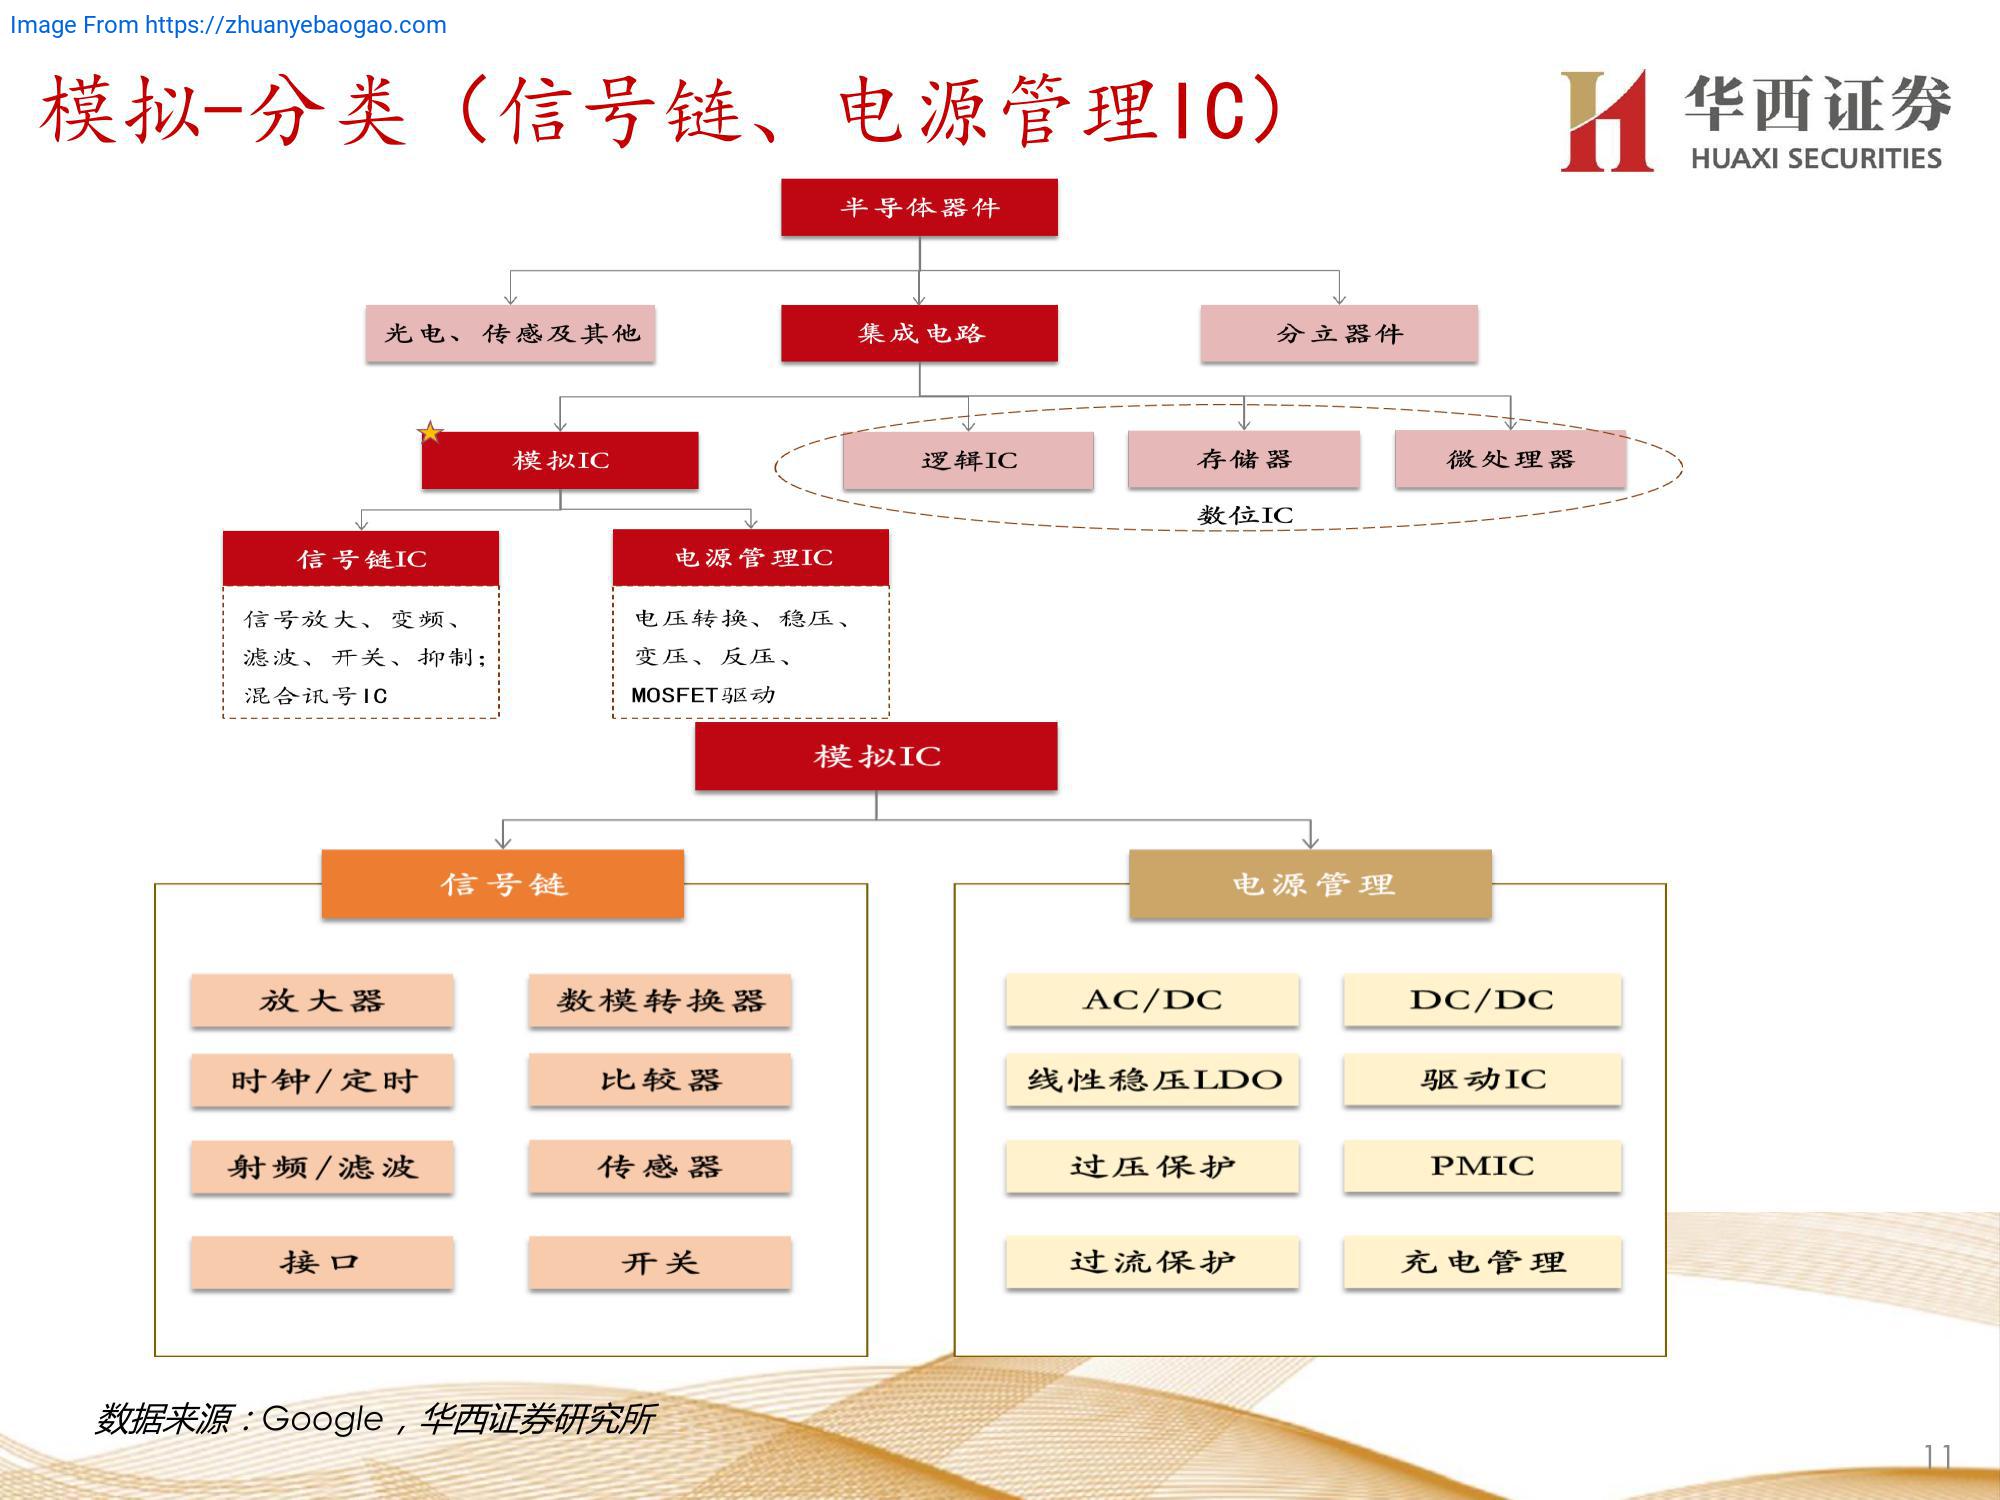 Image From https://zhuanyebaogao.com
模拟-分类（信号链、电源管理IC）
华西证券
HUAXI SECURITIES
半导体器件
光电、传感及其他
集成电路
分立器件
模拟IC
逻辑IC
存储器
微处理器
数位IC
信号链IC
电源管理IC
信号放大、变频、
滤波、开关、抑制;
混合讯号IC
电压转换、稳压、
变压、反压、
MOSFET驱动
模拟IC
信号链
电源管理
放大器
数模转换器
AC/DC
DC/DC
时钟/定时
比较器
线性稳压LDO
驱动IC
射频/滤波
传感器
过压保护
PMIC
接口
开关
过流保护
充电管理
数据来源：Google，华西证券研究所
11